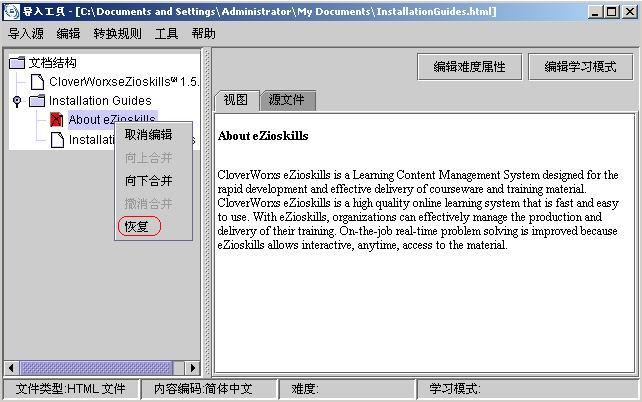 导入工具 - [C:\Documents and Settings\Administrator\My Documents\InstallationGuides.html]
导入源 编辑 转换规则 工具 帮助
文档结构
CloverWorxseZioskills℠ 1.5.
Installation Guides
About eZioskills
Installation
取消编辑
向上合并
向下合并
撤消合并
恢复
编辑难度属性 编辑学习模式
视图 源文件
About eZioskills
CloverWorxs eZioskills is a Learning Content Management System designed for the
rapid development and effective delivery of courseware and training material.
CloverWorxs eZioskills is a high quality online learning system that is fast and easy
to use. With eZioskills, organizations can effectively manage the production and
delivery of their training. On-the-job real-time problem solving is improved because
eZioskills allows interactive, anytime, access to the material.
文件类型:HTML 文件 内容编码:简体中文 难度: 学习模式: